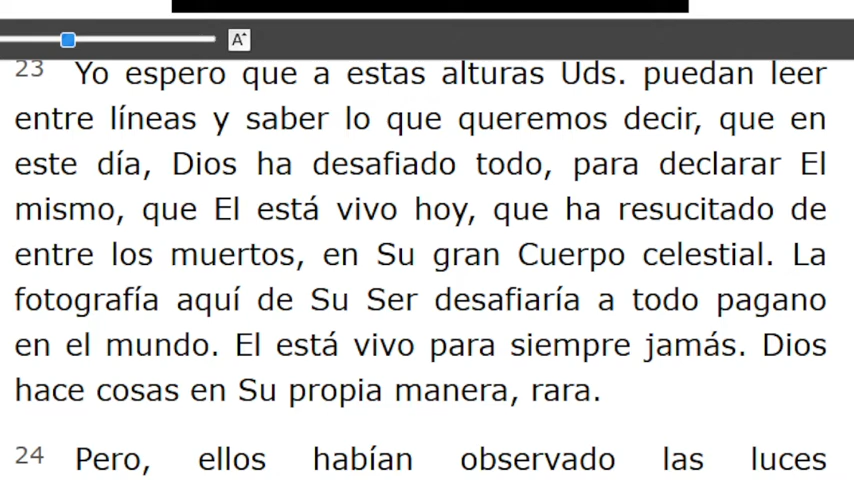 A
23 Yo espero que a estas alturas Uds. puedan leer
entre líneas y saber lo que queremos decir, que en
este día, Dios ha desafiado todo, para declarar El
mismo, que El está vivo hoy, que ha resucitado de
entre los muertos, en Su gran Cuerpo celestial. La
fotografía aquí de Su Ser desafiaría a todo pagano
en el mundo. El está vivo para siempre jamás. Dios
hace cosas en Su propia manera, rara.
24 Pero, ellos habían observado las luces